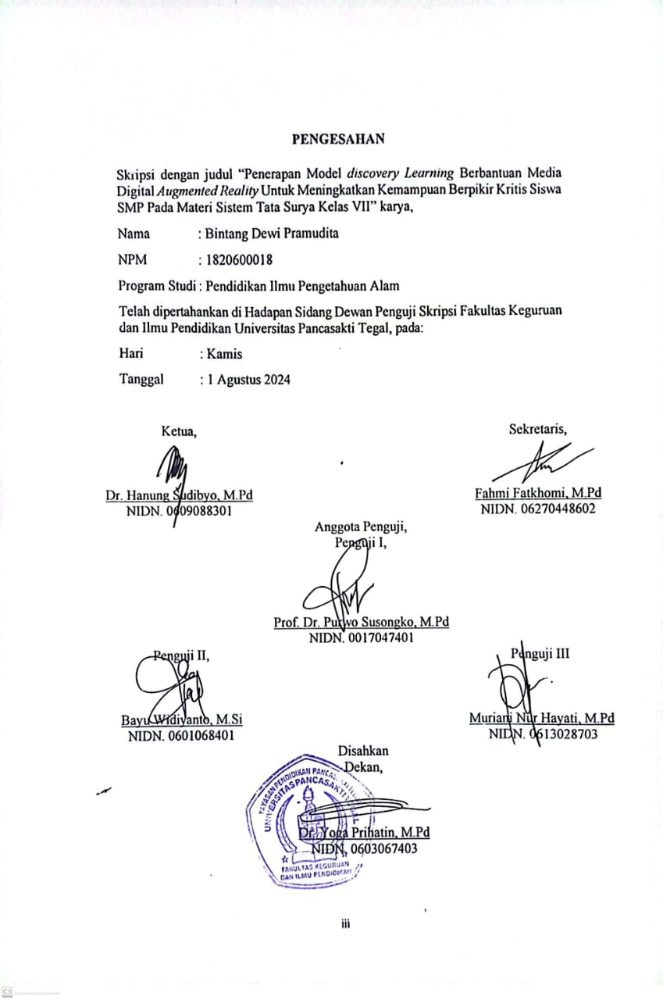 PENGESAHAN
Skripsi dengan judul “Penerapan Model discovery Learning Berbantuan Media
Digital Augmented Reality Untuk Meningkatkan Kemampuan Berpikir Kritis Siswa
SMP Pada Materi Sistem Tata Surya Kelas VII” karya,
Nama : Bintang Dewi Pramudita
NPM : 1820600018
Program Studi : Pendidikan Ilmu Pengetahuan Alam
Telah dipertahankan di Hadapan Sidang Dewan Penguji Skripsi Fakultas Keguruan
dan Ilmu Pendidikan Universitas Pancasakti Tegal, pada:
Hari : Kamis
Tanggal : 1 Agustus 2024
Ketua,
Dr. Hanung Sudibyo, M.Pd
NIDN. 0609088301
Sekretaris,
Fahmi Fatkhomi, M.Pd
NIDN. 06270448602
Anggota Penguji,
Penguji I,
Prof. Dr. Purwo Susongko, M.Pd
NIDN. 0017047401
Penguji II,
Bayu Widiyanto, M.Si
NIDN. 0601068401
Penguji III
Muriani Nur Hayati, M.Pd
NIDN. 0613028703
Disahkan
Dekan,
YAYASAN PENDIDIKAN PANCAS
UNIVERSITAS PANCASAKTI TEGAL
Dr. Yoga Prihatin, M.Pd
NIDN. 0603067403
FAKULTAS KEGURUAN
DAN ILMU PENDIDIKAN
iii
CS Scanned with CamScanner